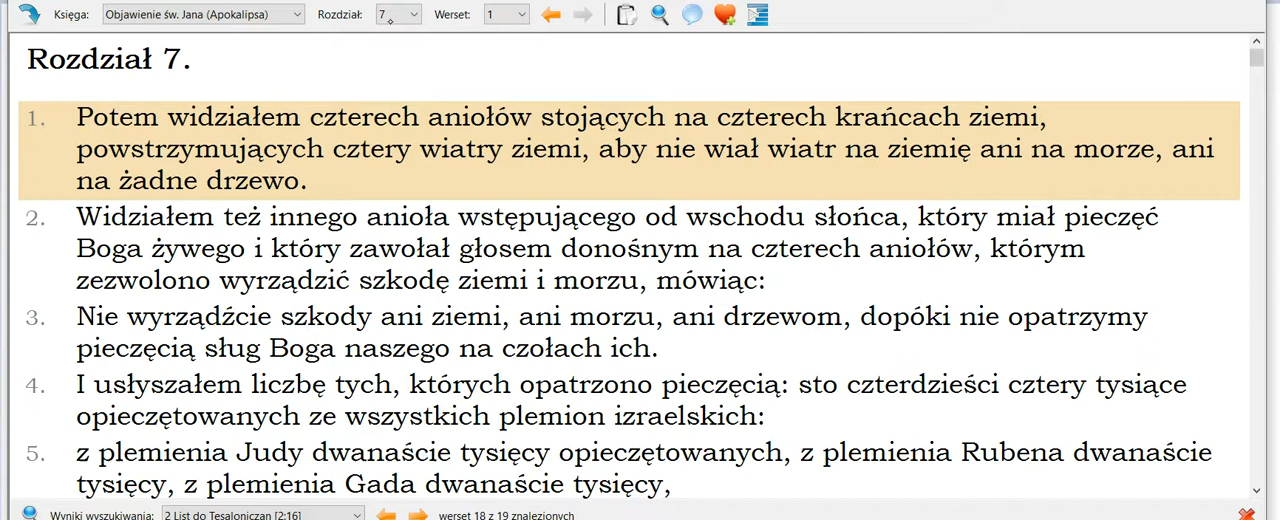 Księga: Objawienie św. Jana (Apokalipsa) Rozdział: 7 Werset: 1
Rozdział 7.
1. Potem widziałem czterech aniołów stojących na czterech krańcach ziemi,
powstrzymujących cztery wiatry ziemi, aby nie wiał wiatr na ziemię ani na morze, ani
na żadne drzewo.
2. Widziałem też innego anioła wstępującego od wschodu słońca, który miał pieczęć
Boga żywego i który zawołał głosem donośnym na czterech aniołów, którym
zezwolono wyrządzić szkodę ziemi i morzu, mówiąc:
3. Nie wyrządźcie szkody ani ziemi, ani morzu, ani drzewom, dopóki nie opatrzymy
pieczęcią sług Boga naszego na czołach ich.
4. I usłyszałem liczbę tych, których opatrzono pieczęcią: sto czterdzieści cztery tysiące
opieczętowanych ze wszystkich plemion izraelskich:
5. z plemienia Judy dwanaście tysięcy opieczętowanych, z plemienia Rubena dwanaście
tysięcy, z plemienia Gada dwanaście tysięcy,
Wyniki wyszukiwania: 2 List do Tesaloniczan [2:16] werset 18 z 19 znalezionych